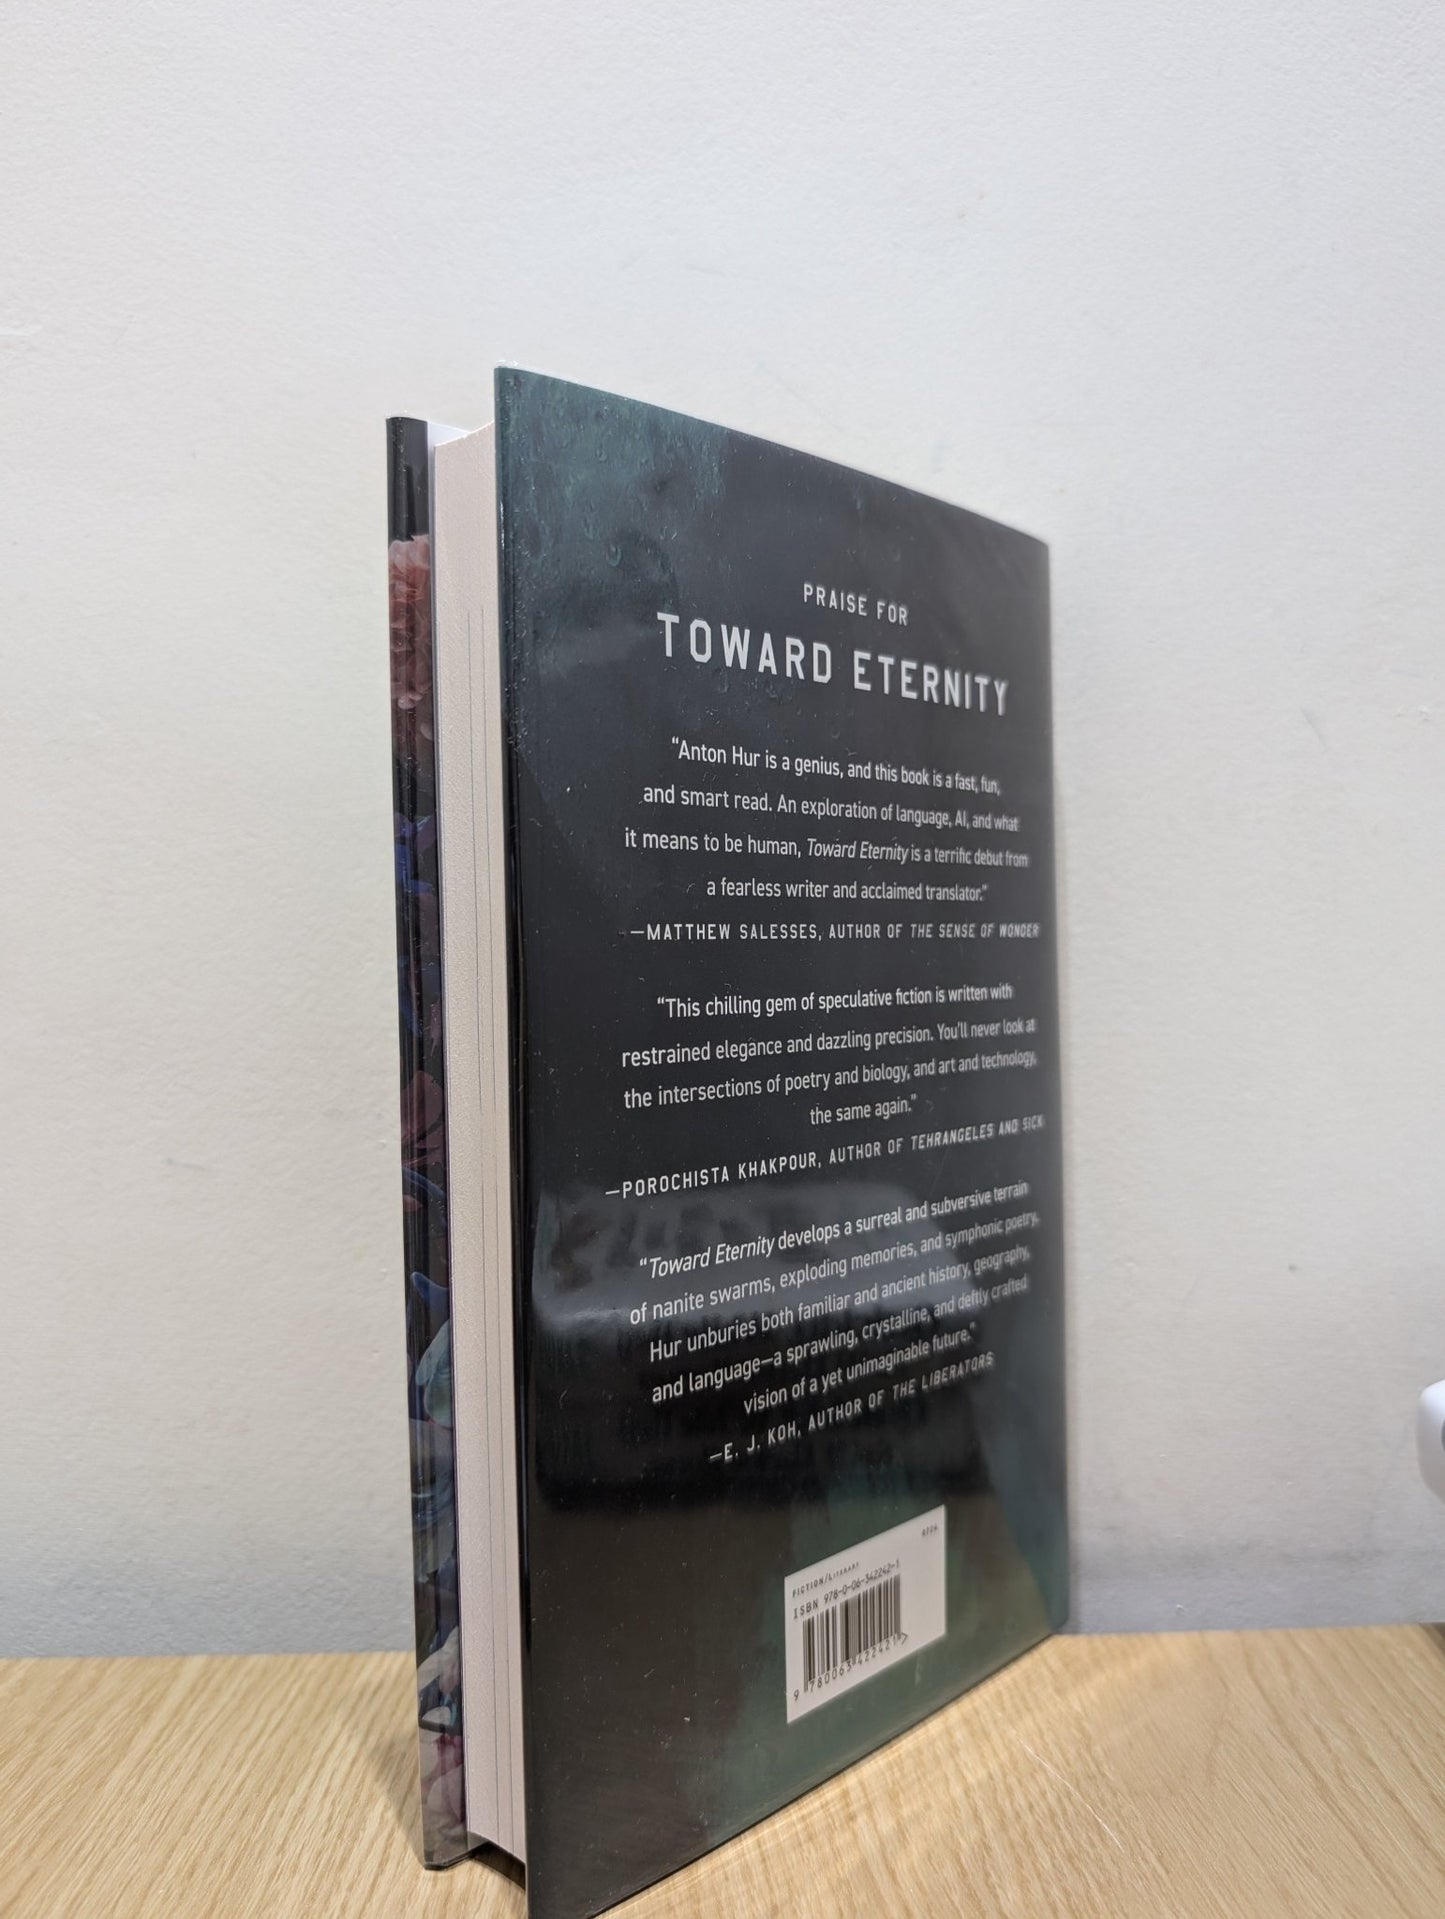 PRAISE FOR
TOWARD ETERNITY
“Anton Hur is a genius, and this book is a fast, fun,
and smart read. An exploration of language, AI, and what
it means to be human, Toward Eternity is a terrific debut from
a fearless writer and acclaimed translator.”
—MATTHEW SALESSES, AUTHOR OF THE SENSE OF WONDER
“This chilling gem of speculative fiction is written with
restrained elegance and dazzling precision. You’ll never look at
the intersections of poetry and biology, and art and technology,
the same again.”
—POROCHISTA KHAKPOUR, AUTHOR OF TEHRANGELES AND SICK
“Toward Eternity develops a surreal and subversive terrain
of nanite swarms, exploding memories, and symphonic poetry.
Hur unburies both familiar and ancient history, geography,
and language—a sprawling, crystalline, and deftly crafted
vision of a yet unimaginable future.”
—E. J. KOH, AUTHOR OF THE LIBERATORS
FICTION/LITERARY
ISBN 978-0-06-342242-1
9 780063 422421 >